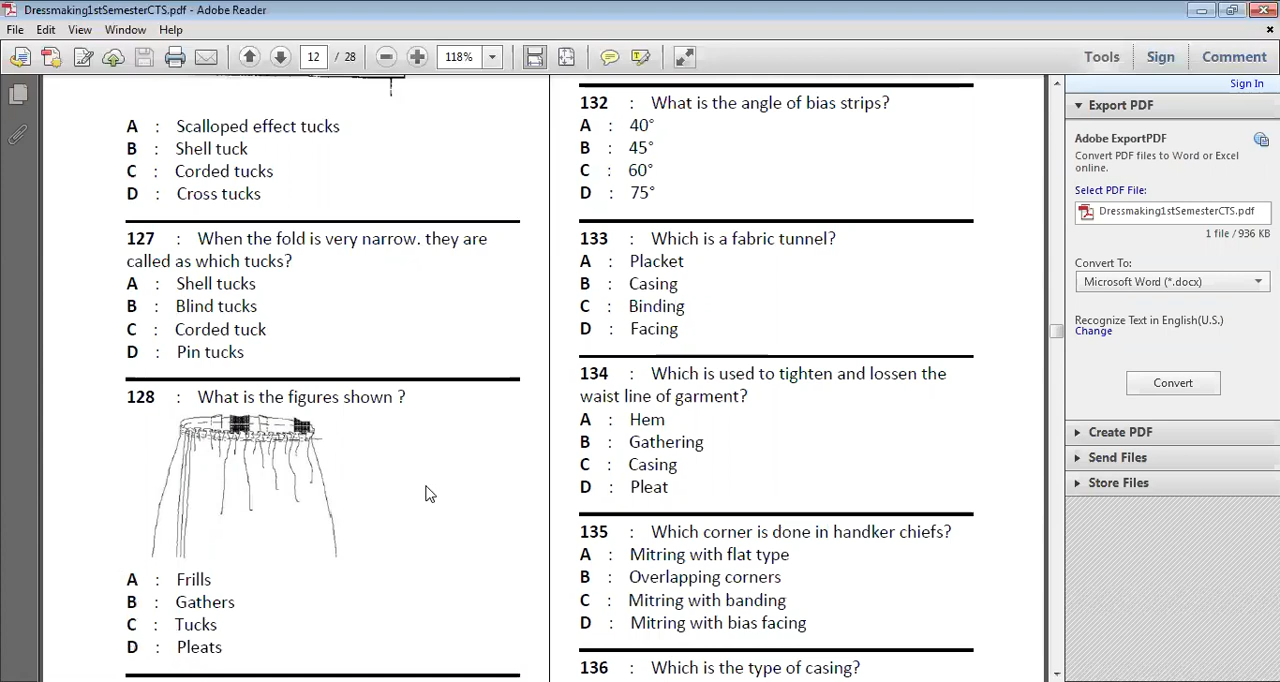 Dressmaking1stSemesterCTS.pdf - Adobe Reader
File Edit View Window Help
12 / 28 118% Tools Sign Comment
A : Scalloped effect tucks
B : Shell tuck
C : Corded tucks
D : Cross tucks
127 : When the fold is very narrow. they are
called as which tucks?
A : Shell tucks
B : Blind tucks
C : Corded tuck
D : Pin tucks
128 : What is the figures shown ?
A : Frills
B : Gathers
C : Tucks
D : Pleats
132 : What is the angle of bias strips?
A : 40°
B : 45°
C : 60°
D : 75°
133 : Which is a fabric tunnel?
A : Placket
B : Casing
C : Binding
D : Facing
134 : Which is used to tighten and lossen the
waist line of garment?
A : Hem
B : Gathering
C : Casing
D : Pleat
135 : Which corner is done in handker chiefs?
A : Mitring with flat type
B : Overlapping corners
C : Mitring with banding
D : Mitring with bias facing
136 : Which is the type of casing?
Sign In
Export PDF
Adobe ExportPDF
Convert PDF files to Word or Excel
online.
Select PDF File:
Dressmaking1stSemesterCTS.pdf
1 file / 936 KB
Convert To:
Microsoft Word (*.docx)
Recognize Text in English(U.S.)
Change
Convert
Create PDF
Send Files
Store Files